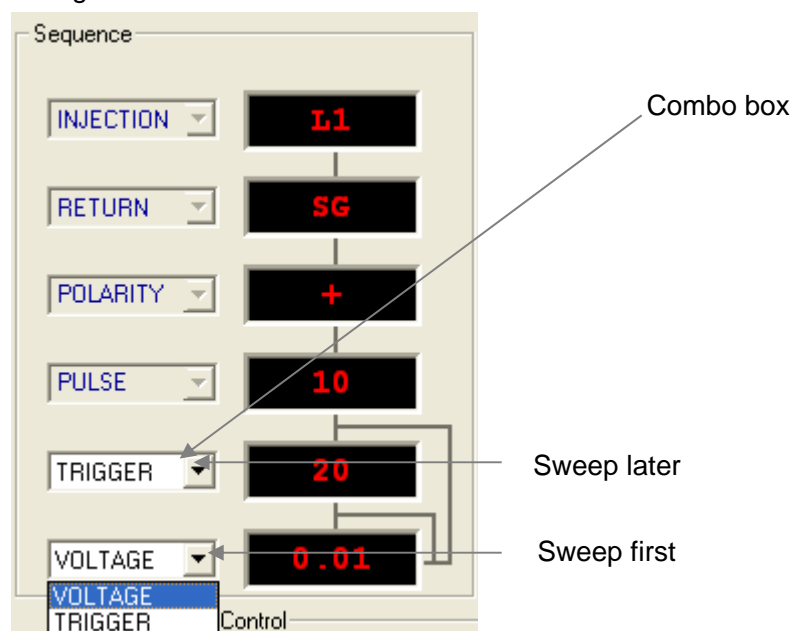 Sequence
INJECTION L1
Combo box
RETURN SG
POLARITY +
PULSE 10
TRIGGER 20 Sweep later
VOLTAGE 0.01 Sweep first
VOLTAGE
TRIGGER Control